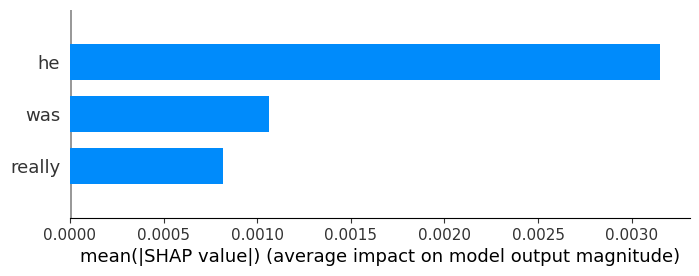 he
was
really
0.0000 0.0005 0.0010 0.0015 0.0020 0.0025 0.0030
mean(|SHAP value|) (average impact on model output magnitude)